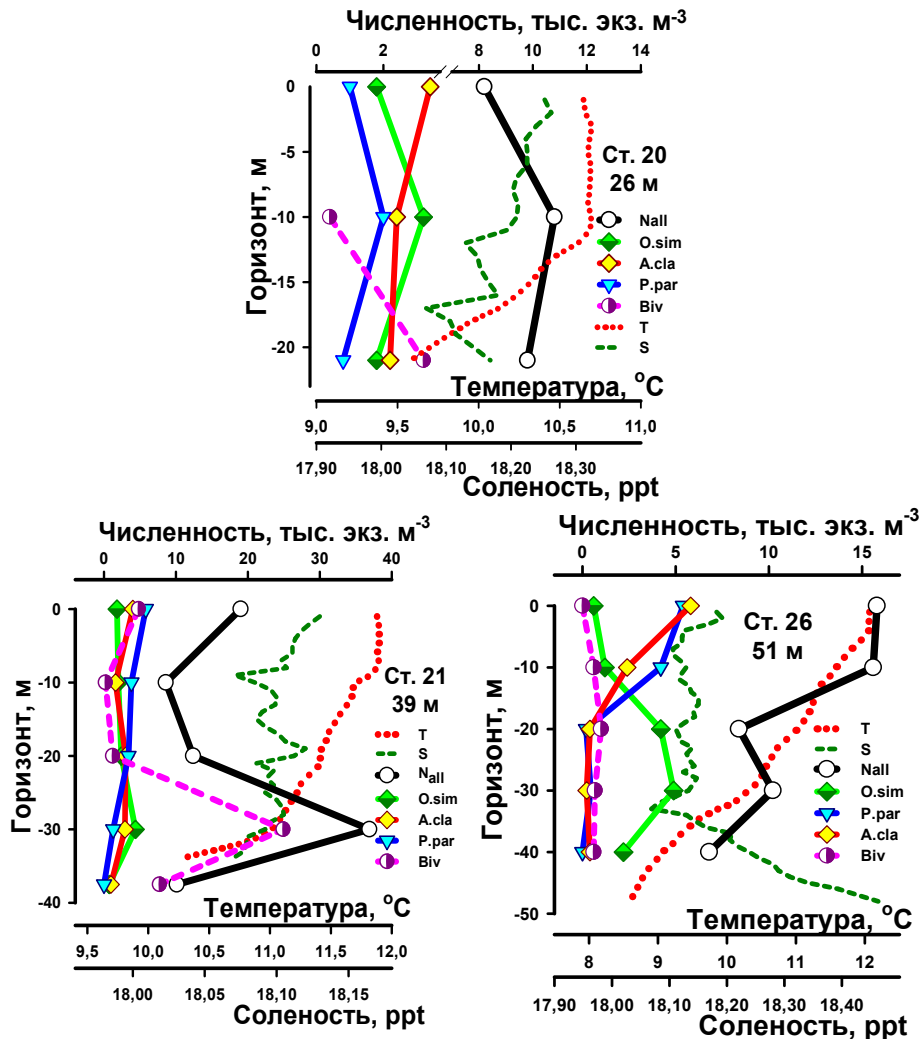 Численность, тыс. экз. м-3
0 2 8 10 12 14
0
-5
-10
-15
-20
Горизонт, м
Ст. 20
26 м
Nall
O.sim
A.cla
P.par
Biv
T
S
Температура, oC
9,0 9,5 10,0 10,5 11,0
17,90 18,00 18,10 18,20 18,30
Соленость, ppt
Численность, тыс. экз. м-3
0 10 20 30 40
0
-10
-20
-30
-40
Горизонт, м
Ст. 21
39 м
T
S
Nall
O.sim
A.cla
P.par
Biv
Температура, oC
9,5 10,0 11,0 12,0
18,00 18,05 18,10 18,15
Соленость, ppt
Численность, тыс. экз. м-3
0 5 10 15
0
-10
-20
-30
-40
-50
Горизонт, м
Ст. 26
51 м
T
S
Nall
O.sim
P.par
A.cla
Biv
Температура, oC
8 9 10 11 12
17,90 18,00 18,10 18,20 18,30 18,40
Соленость, ppt